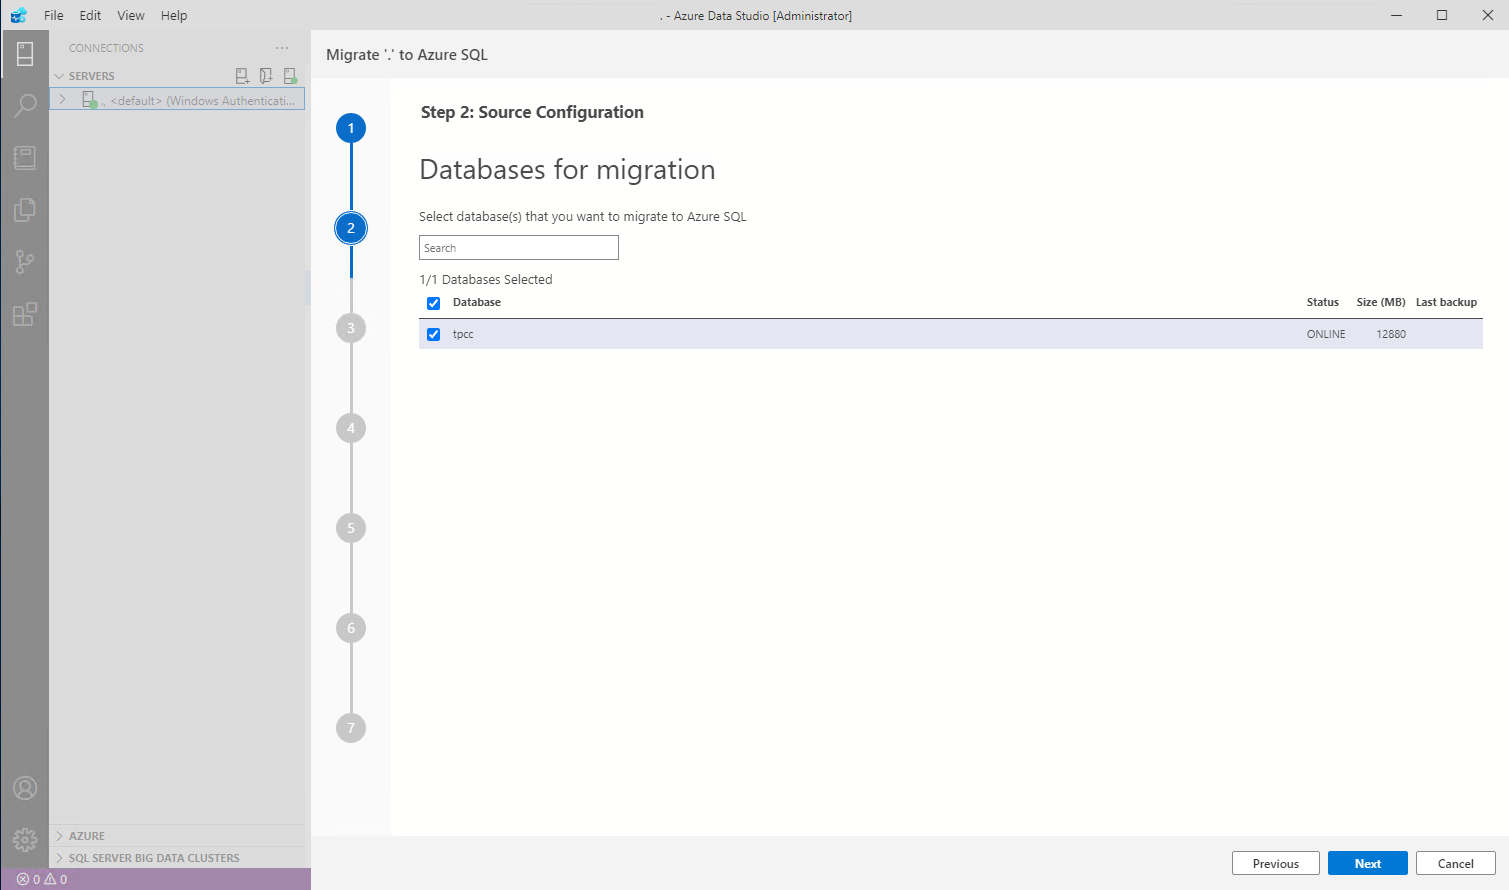 File Edit View Help
. - Azure Data Studio [Administrator]
CONNECTIONS
SERVERS
., <default> (Windows Authenticati...
AZURE
SQL SERVER BIG DATA CLUSTERS
0 0
Migrate '.' to Azure SQL
1
2
3
4
5
6
7
Step 2: Source Configuration
Databases for migration
Select database(s) that you want to migrate to Azure SQL
Search
1/1 Databases Selected
Database Status Size (MB) Last backup
tpcc ONLINE 12880
Previous Next Cancel